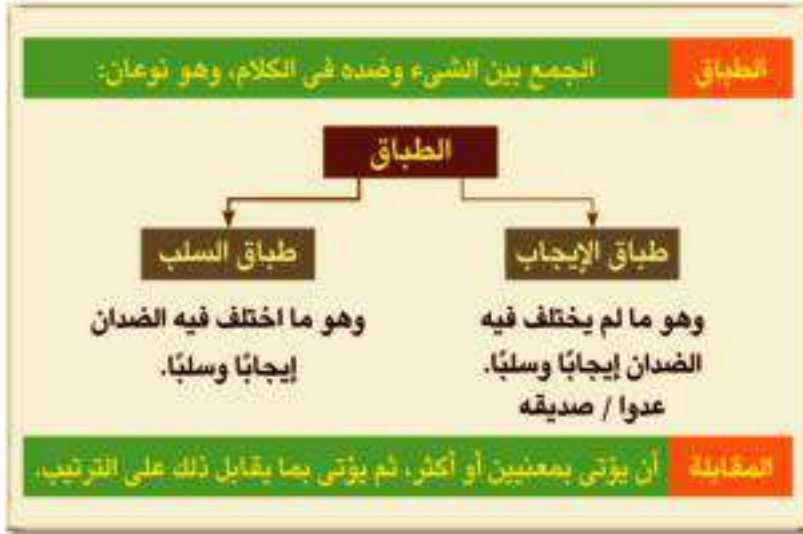 الطباق الجمع بين الشيء وضده في الكلام، وهو نوعان:
الطباق
طباق الإيجاب
وهو ما لم يختلف فيه
الضدان إيجابًا وسلبًا.
عدوا / صديقه
طباق السلب
وهو ما اختلف فيه الضدان
إيجابًا وسلبًا.
المقابلة أن يؤتى بمعنيين أو أكثر، ثم يؤتى بما يقابل ذلك على الترتيب.